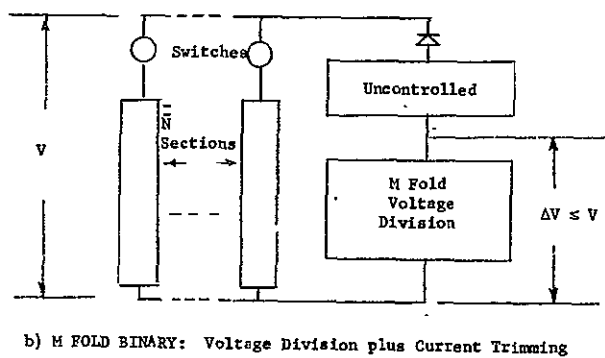 Switches
Uncontrolled
V
N
Sections
M Fold
Voltage
Division
ΔV ≤ V
b) M FOLD BINARY: Voltage Division plus Current Trimming